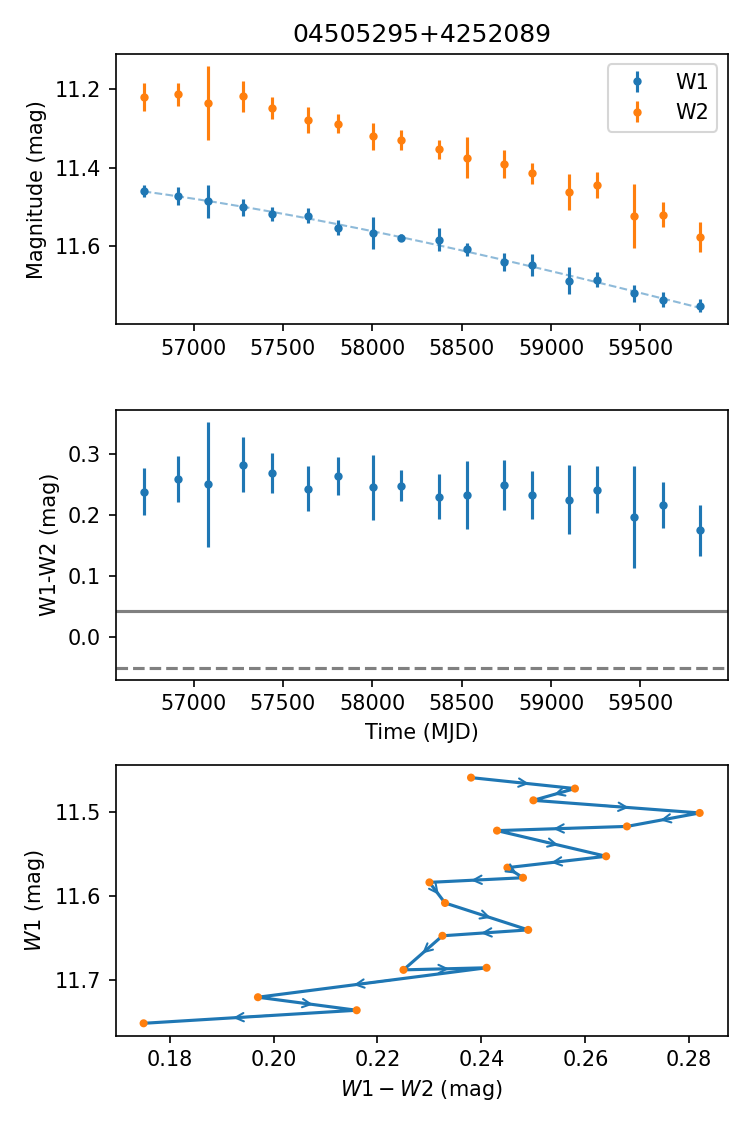 04505295+4252089
W1
W2
Magnitude (mag)
11.2
11.4
11.6
57000 57500 58000 58500 59000 59500
W1-W2 (mag)
0.3
0.2
0.1
0.0
57000 57500 58000 58500 59000 59500
Time (MJD)
W1 (mag)
11.5
11.6
11.7
0.18 0.20 0.22 0.24 0.26 0.28
W1 − W2 (mag)